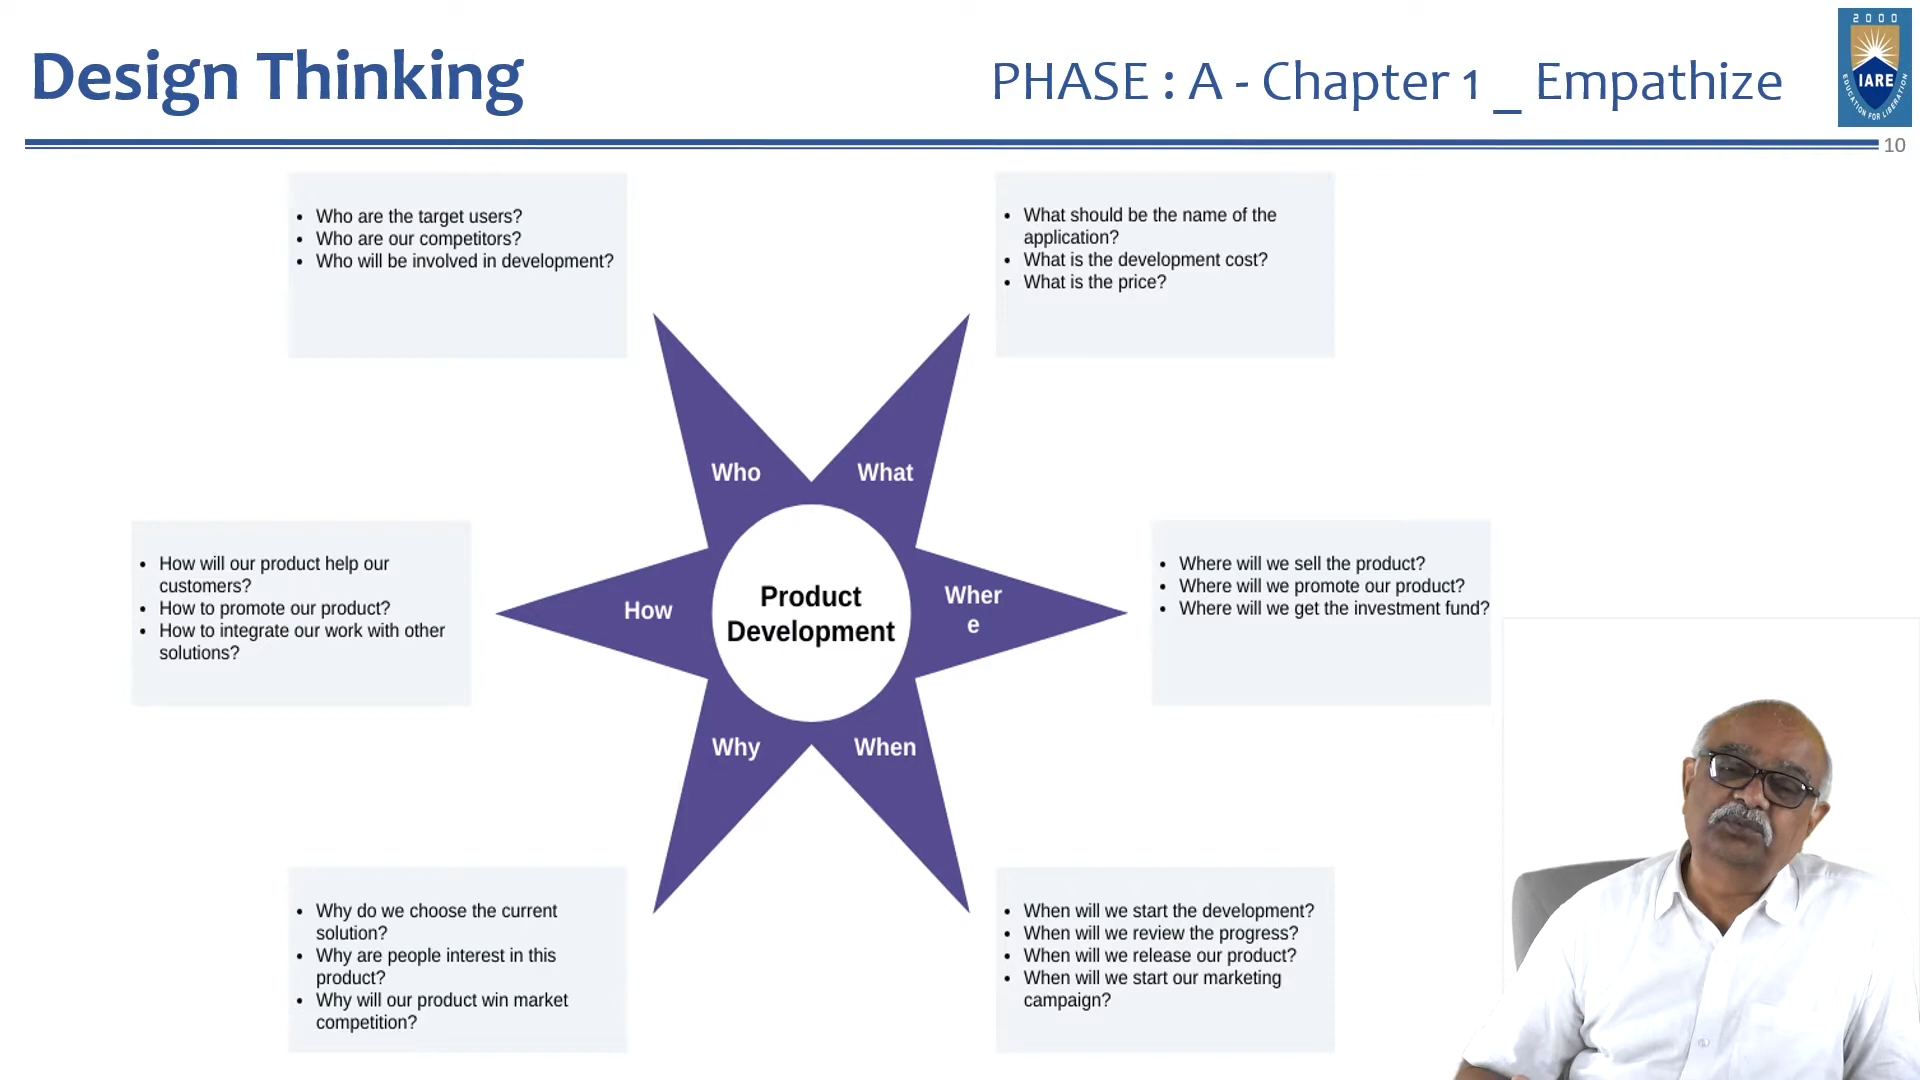 Design Thinking
PHASE : A - Chapter 1 _ Empathize
2000
IARE
EDUCATION FOR LIBERATION
10
• Who are the target users?
• Who are our competitors?
• Who will be involved in development?
• What should be the name of the
application?
• What is the development cost?
• What is the price?
Who
What
• How will our product help our
customers?
• How to promote our product?
• How to integrate our work with other
solutions?
How
Product
Development
Wher
e
• Where will we sell the product?
• Where will we promote our product?
• Where will we get the investment fund?
Why
When
• Why do we choose the current
solution?
• Why are people interest in this
product?
• Why will our product win market
competition?
• When will we start the development?
• When will we review the progress?
• When will we release our product?
• When will we start our marketing
campaign?